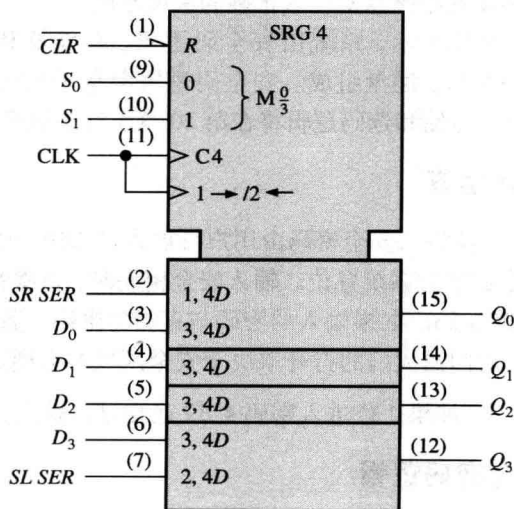 SRG 4
(1)
CLR R
(9)
S0 0
M 0/3
(10)
S1 1
(11)
CLK C4
1 → /2 ←
(2)
SR SER 1, 4D
(15)
Q0
(3)
D0 3, 4D
(4)
D1 3, 4D
(14)
Q1
(5)
D2 3, 4D
(13)
Q2
(6)
D3 3, 4D
(12)
Q3
(7)
SL SER 2, 4D